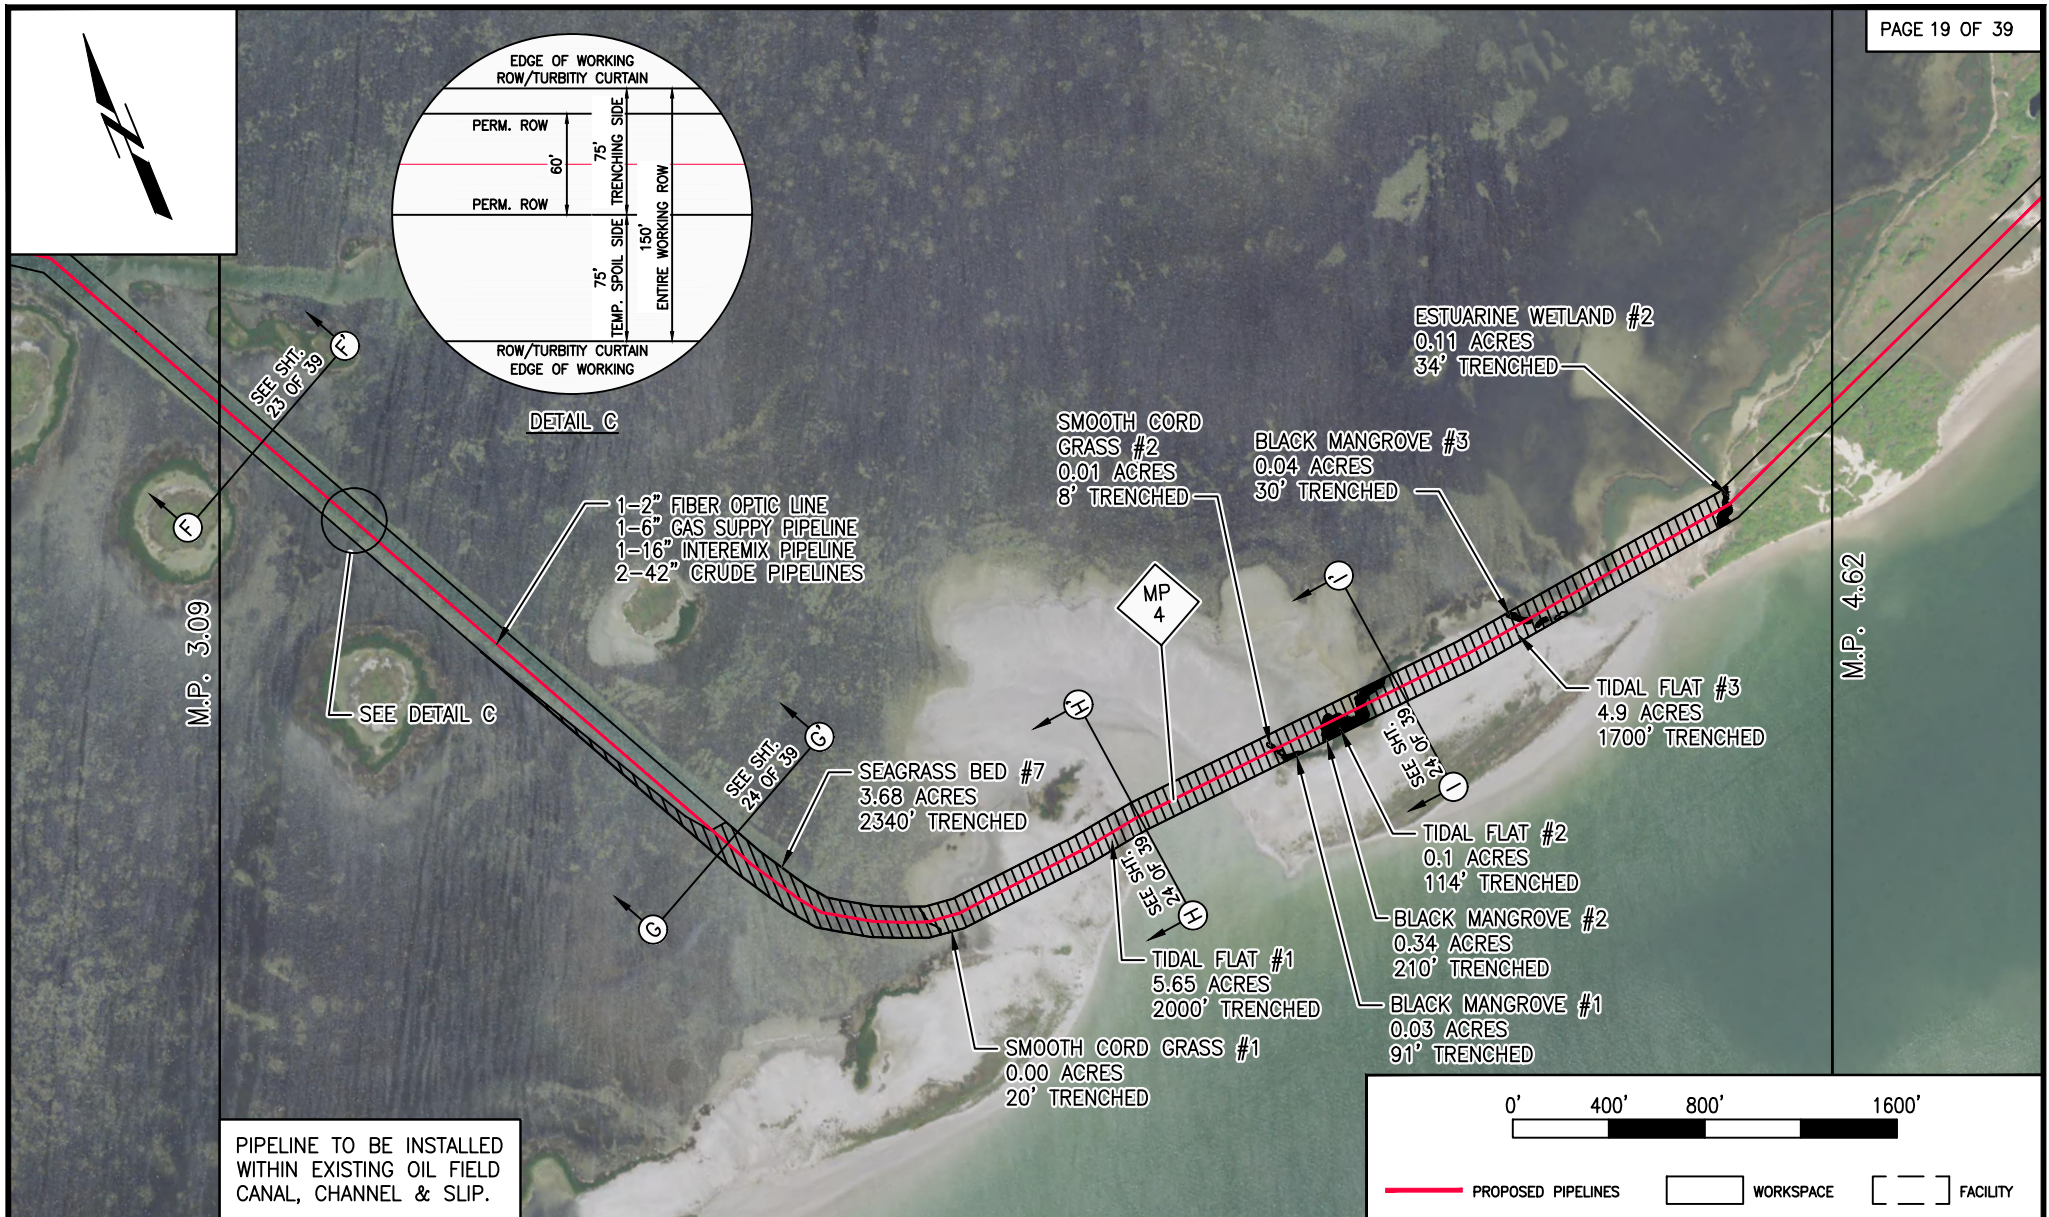 PAGE 19 OF 39
EDGE OF WORKING
ROW/TURBITIY CURTAIN
PERM. ROW
60'
75'
TRENCHING SIDE
PERM. ROW
75'
TEMP. SPOIL SIDE
150'
ENTIRE WORKING ROW
ROW/TURBITIY CURTAIN
EDGE OF WORKING
DETAIL C
SEE SHT.
23 OF 39
F'
F
M.P. 3.09
SEE DETAIL C
1-2" FIBER OPTIC LINE
1-6" GAS SUPPY PIPELINE
1-16" INTEREMIX PIPELINE
2-42" CRUDE PIPELINES
SEE SHT.
24 OF 39
G'
G
SEAGRASS BED #7
3.68 ACRES
2340' TRENCHED
SMOOTH CORD GRASS #1
0.00 ACRES
20' TRENCHED
H'
SEE SHT.
24 OF 39
H
TIDAL FLAT #1
5.65 ACRES
2000' TRENCHED
MP
4
SMOOTH CORD
GRASS #2
0.01 ACRES
8' TRENCHED
BLACK MANGROVE #3
0.04 ACRES
30' TRENCHED
ESTUARINE WETLAND #2
0.11 ACRES
34' TRENCHED
I'
SEE SHT.
24 OF 39
I
TIDAL FLAT #3
4.9 ACRES
1700' TRENCHED
TIDAL FLAT #2
0.1 ACRES
114' TRENCHED
BLACK MANGROVE #2
0.34 ACRES
210' TRENCHED
BLACK MANGROVE #1
0.03 ACRES
91' TRENCHED
M.P. 4.62
PIPELINE TO BE INSTALLED
WITHIN EXISTING OIL FIELD
CANAL, CHANNEL & SLIP.
0' 400' 800' 1600'
PROPOSED PIPELINES WORKSPACE FACILITY